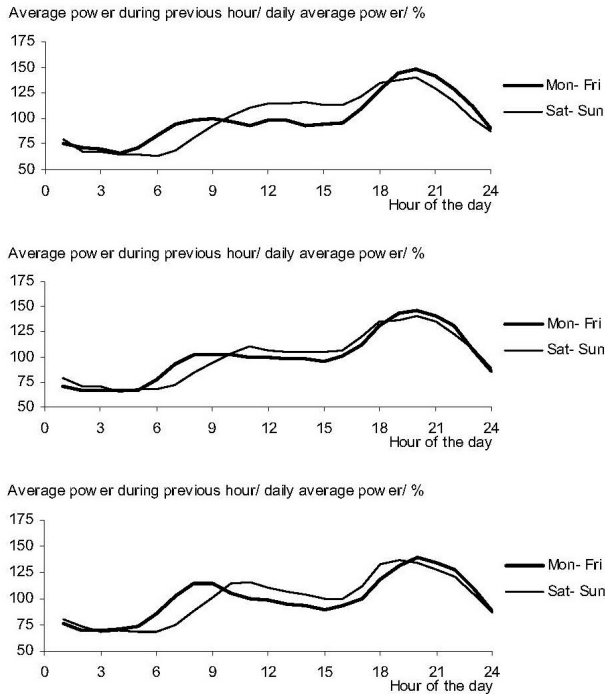 Average power during previous hour/ daily average power/ %
175
150
125
100
75
50
0 3 6 9 12 15 18 21 24
Hour of the day
Mon- Fri
Sat- Sun
Average power during previous hour/ daily average power/ %
175
150
125
100
75
50
0 3 6 9 12 15 18 21 24
Hour of the day
Mon- Fri
Sat- Sun
Average power during previous hour/ daily average power/ %
175
150
125
100
75
50
0 3 6 9 12 15 18 21 24
Hour of the day
Mon- Fri
Sat- Sun